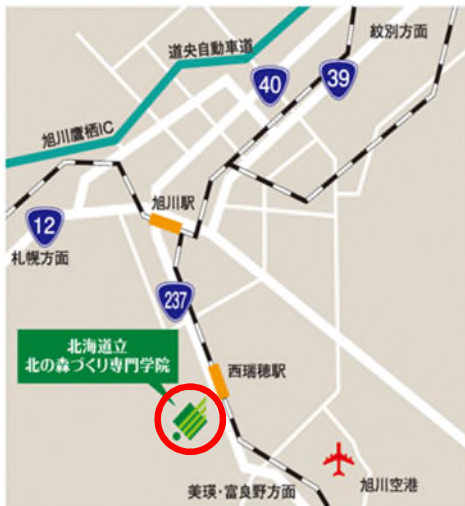 道央自動車道
紋別方面
40
39
旭川鷹栖IC
旭川駅
12
札幌方面
237
北海道立
北の森づくり専門学院
西瑞穂駅
旭川空港
美瑛・富良野方面